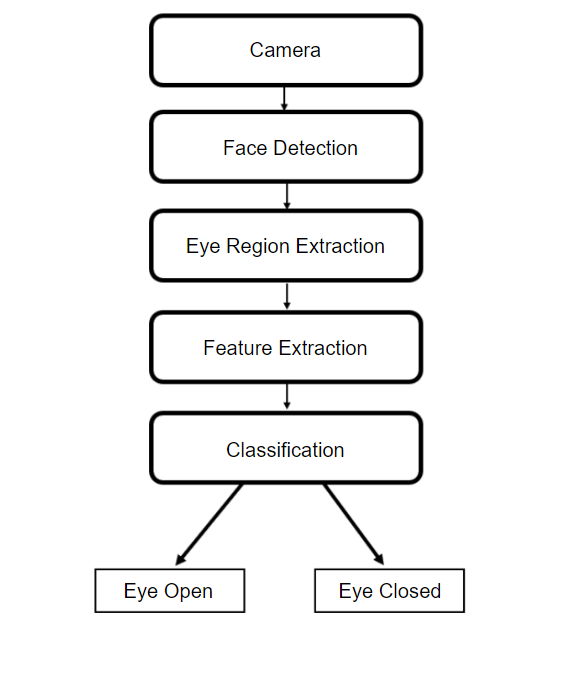 Camera
Face Detection
Eye Region Extraction
Feature Extraction
Classification
Eye Open
Eye Closed